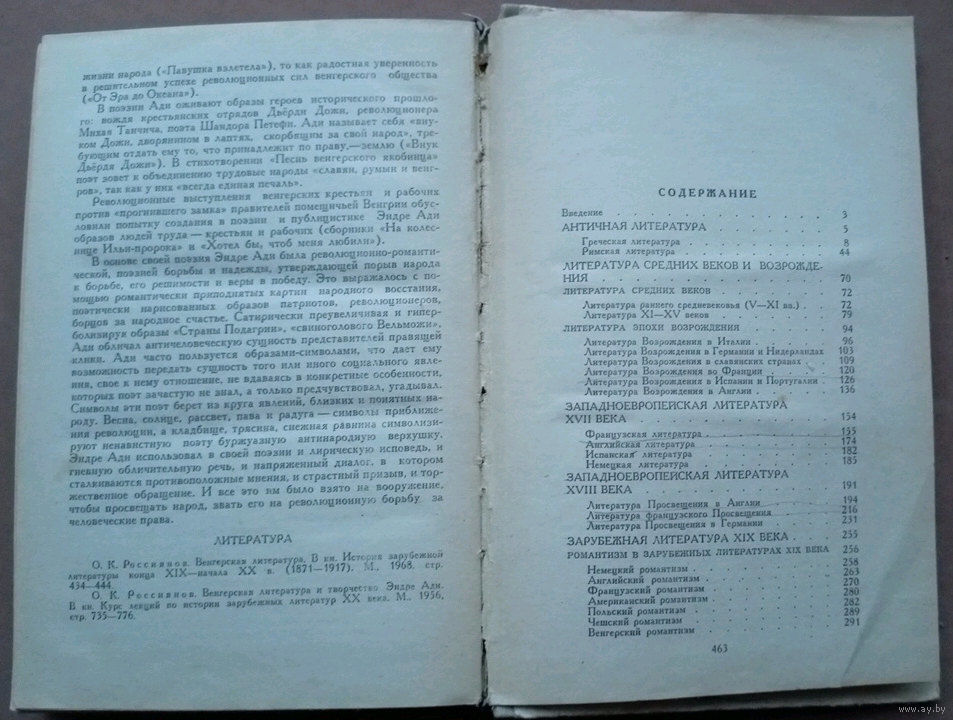 жизни народа («Павушка взлетела»), то как радостная уверенность
в решительном успехе революционных сил венгерского общества
(«От Эра до Океана»).
В поэзии Ади оживают образы героев исторического прошло-
го: вождя крестьянских отрядов Дьёрди Дожи, революционера
Михая Танчича, поэта Шандора Петефи. Ади называет себя «вну-
ком Дожи, дворянином в лаптях, скорбящим за свой народ», тре-
бующим отдать ему то, что принадлежит по праву,—землю («Внук
Дьёрдя Дожи»). В стихотворении «Песнь венгерского якобинца»
поэт зовет к объединению трудовые народы «славян, румын и венг-
ров», так как у них «всегда единая печаль».
Революционные выступления венгерских крестьян и рабочих
против «прогнившего замка» правителей помещичьей Венгрии обус-
ловили попытку создания в поэзии и публицистике Эндре Ади
образов людей труда — крестьян и рабочих (сборники «На колес-
нице Ильи-пророка» и «Хотел бы, чтоб меня любили»).
В основе своей поэзия Эндре Ади была революционно-романти-
ческой, поэзией борьбы и надежды, утверждающей порыв народа
к борьбе, его решимости и веры в победу. Это выражалось с по-
мощью романтически приподнятых картин народного восстания,
поэтически нарисованных образов патриотов, революционеров,
борцов за народное счастье. Сатирически преувеличивая и гипер-
болизируя образы «Страны Подагрии», «свиноголового Вельможи»,
Ади обличал античеловеческую сущность представителей правящей
клики. Ади часто пользуется образами-символами, что дает ему
возможность передать сущность того или иного социального явле-
ния, свое к нему отношение, не вдаваясь в конкретные особенности,
которых поэт зачастую не знал, а только предчувствовал, угадывал.
Символы эти поэт берет из круга явлений, близких и понятных на-
роду. Весна, солнце, рассвет, пава к радуга — символы приближе-
ния революции, а кладбище, трясина, снежная равнина символизи-
руют ненавистную поэту буржуазную антинародную верхушку.
Эндре Ади использовал в своей поэзии и лирическую исповедь, и
гневную обличительную речь, и напряженный диалог, в котором
сталкиваются противоположные мнения, и страстный призыв, и тор-
жественное обращение. И все это им было взято на вооружение,
чтобы просвещать народ, звать его на революционную борьбу за
человеческие права.
ЛИТЕРАТУРА
О. К. Россиянов. Венгерская литература. В кн. История зарубежной
литературы конца XIX—начала XX в. (1871—1917). М., 1968, стр.
434—444.
О. К. Россиянов. Венгерская литература и творчество Эндре Ади.
В кн. Курс лекций по истории зарубежных литератур XX века. М., 1956,
стр. 735—776.
СОДЕРЖАНИЕ
Введение 3
АНТИЧНАЯ ЛИТЕРАТУРА 5
Греческая литература 8
Римская литература 44
ЛИТЕРАТУРА СРЕДНИХ ВЕКОВ И ВОЗРОЖДЕ-
НИЯ 70
ЛИТЕРАТУРА СРЕДНИХ ВЕКОВ 72
Литература раннего средневековья (V—XI вв.) 72
Литература XI—XV веков 79
ЛИТЕРАТУРА ЭПОХИ ВОЗРОЖДЕНИЯ 94
Литература Возрождения в Италии 96
Литература Возрождения в Германии и Нидерландах 103
Литература Возрождения в славянских странах 109
Литература Возрождения во Франции 120
Литература Возрождения в Испании и Португалии 126
Литература Возрождения в Англии 136
ЗАПАДНОЕВРОПЕЙСКАЯ ЛИТЕРАТУРА
XVII ВЕКА 154
Французская литература 155
Английская литература 174
Испанская литература 182
Немецкая литература 185
ЗАПАДНОЕВРОПЕЙСКАЯ ЛИТЕРАТУРА
XVIII ВЕКА 191
Литература Просвещения в Англии 194
Литература французского Просвещения 216
Литература Просвещения в Германии 231
ЗАРУБЕЖНАЯ ЛИТЕРАТУРА XIX ВЕКА 255
РОМАНТИЗМ В ЗАРУБЕЖНЫХ ЛИТЕРАТУРАХ XIX ВЕКА 256
Немецкий романтизм 258
Английский романтизм 263
Французский романтизм 270
Американский романтизм 280
Польский романтизм 282
Чешский романтизм 289
Венгерский романтизм 291
463
www.ay.by